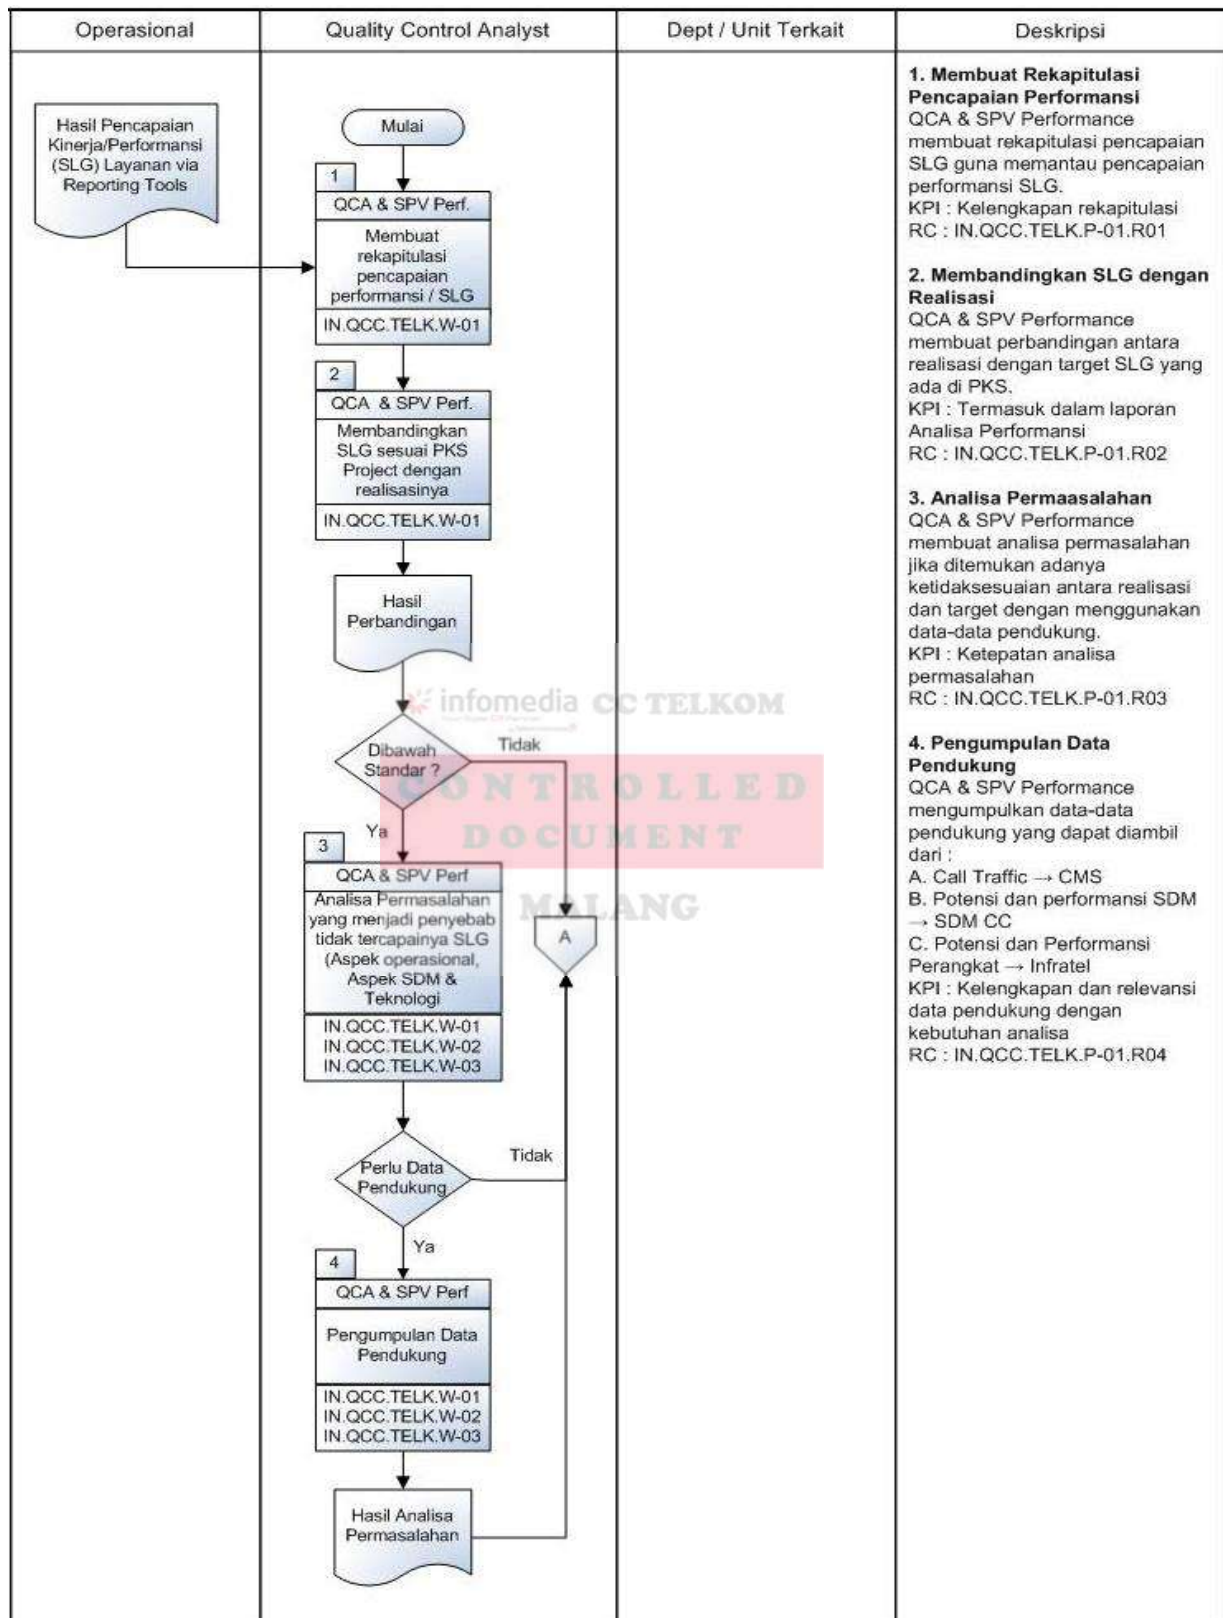 Operasional
Quality Control Analyst
Dept / Unit Terkait
Deskripsi
Hasil Pencapaian
Kinerja/Performansi
(SLG) Layanan via
Reporting Tools
Mulai
1
QCA & SPV Perf.
Membuat
rekapitulasi
pencapaian
performansi / SLG
IN.QCC.TELK.W-01
2
QCA & SPV Perf.
Membandingkan
SLG sesuai PKS
Project dengan
realisasinya
IN.QCC.TELK.W-01
Hasil
Perbandingan
infomedia CC TELKOM
Dibawah
Standar ?
Tidak
CONTROLLED
DOCUMENT
MALANG
Ya
3
QCA & SPV Perf
Analisa Permasalahan
yang menjadi penyebab
tidak tercapainya SLG
(Aspek operasional,
Aspek SDM &
Teknologi
IN.QCC.TELK.W-01
IN.QCC.TELK.W-02
IN.QCC.TELK.W-03
A
Perlu Data
Pendukung
Tidak
Ya
4
QCA & SPV Perf
Pengumpulan Data
Pendukung
IN.QCC.TELK.W-01
IN.QCC.TELK.W-02
IN.QCC.TELK.W-03
Hasil Analisa
Permasalahan
1. Membuat Rekapitulasi
Pencapaian Performansi
QCA & SPV Performance
membuat rekapitulasi pencapaian
SLG guna memantau pencapaian
performansi SLG.
KPI : Kelengkapan rekapitulasi
RC : IN.QCC.TELK.P-01.R01
2. Membandingkan SLG dengan
Realisasi
QCA & SPV Performance
membuat perbandingan antara
realisasi dengan target SLG yang
ada di PKS.
KPI : Termasuk dalam laporan
Analisa Performansi
RC : IN.QCC.TELK.P-01.R02
3. Analisa Permaasalahan
QCA & SPV Performance
membuat analisa permasalahan
jika ditemukan adanya
ketidaksesuaian antara realisasi
dan target dengan menggunakan
data-data pendukung.
KPI : Ketepatan analisa
permasalahan
RC : IN.QCC.TELK.P-01.R03
4. Pengumpulan Data
Pendukung
QCA & SPV Performance
mengumpulkan data-data
pendukung yang dapat diambil
dari :
A. Call Traffic → CMS
B. Potensi dan performansi SDM
→ SDM CC
C. Potensi dan Performansi
Perangkat → Infratel
KPI : Kelengkapan dan relevansi
data pendukung dengan
kebutuhan analisa
RC : IN.QCC.TELK.P-01.R04